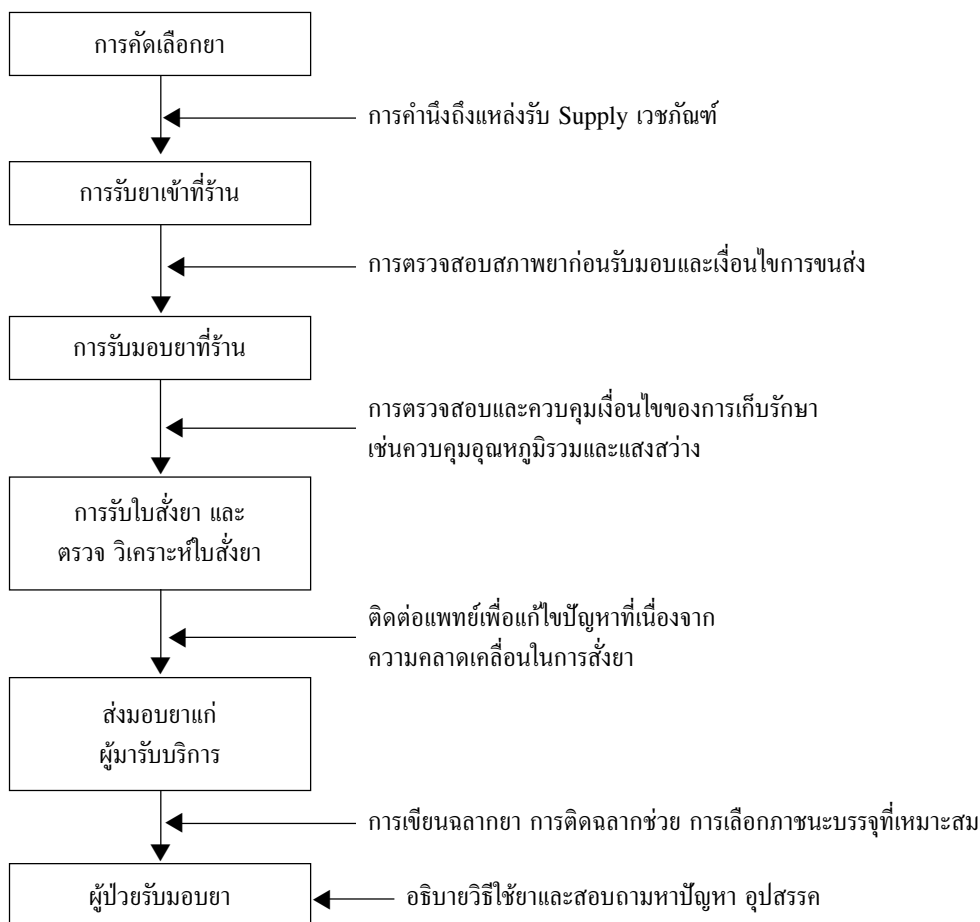 การคัดเลือกยา
การคำนึงถึงแหล่งรับ Supply เวชภัณฑ์
การรับยาเข้าที่ร้าน
การตรวจสอบสภาพยาก่อนรับมอบและเงื่อนไขการขนส่ง
การรับมอบยาที่ร้าน
การตรวจสอบและควบคุมเงื่อนไขของการเก็บรักษา
เช่นควบคุมอุณหภูมิรวมและแสงสว่าง
การรับใบสั่งยา และ
ตรวจ วิเคราะห์ใบสั่งยา
ติดต่อแพทย์เพื่อแก้ไขปัญหาที่เนื่องจาก
ความคลาดเคลื่อนในการสั่งยา
ส่งมอบยาแก่
ผู้มารับบริการ
การเขียนฉลากยา การติดฉลากช่วย การเลือกภาชนะบรรจุที่เหมาะสม
ผู้ป่วยรับมอบยา
อธิบายวิธีใช้ยาและสอบถามหาปัญหา อุปสรรค